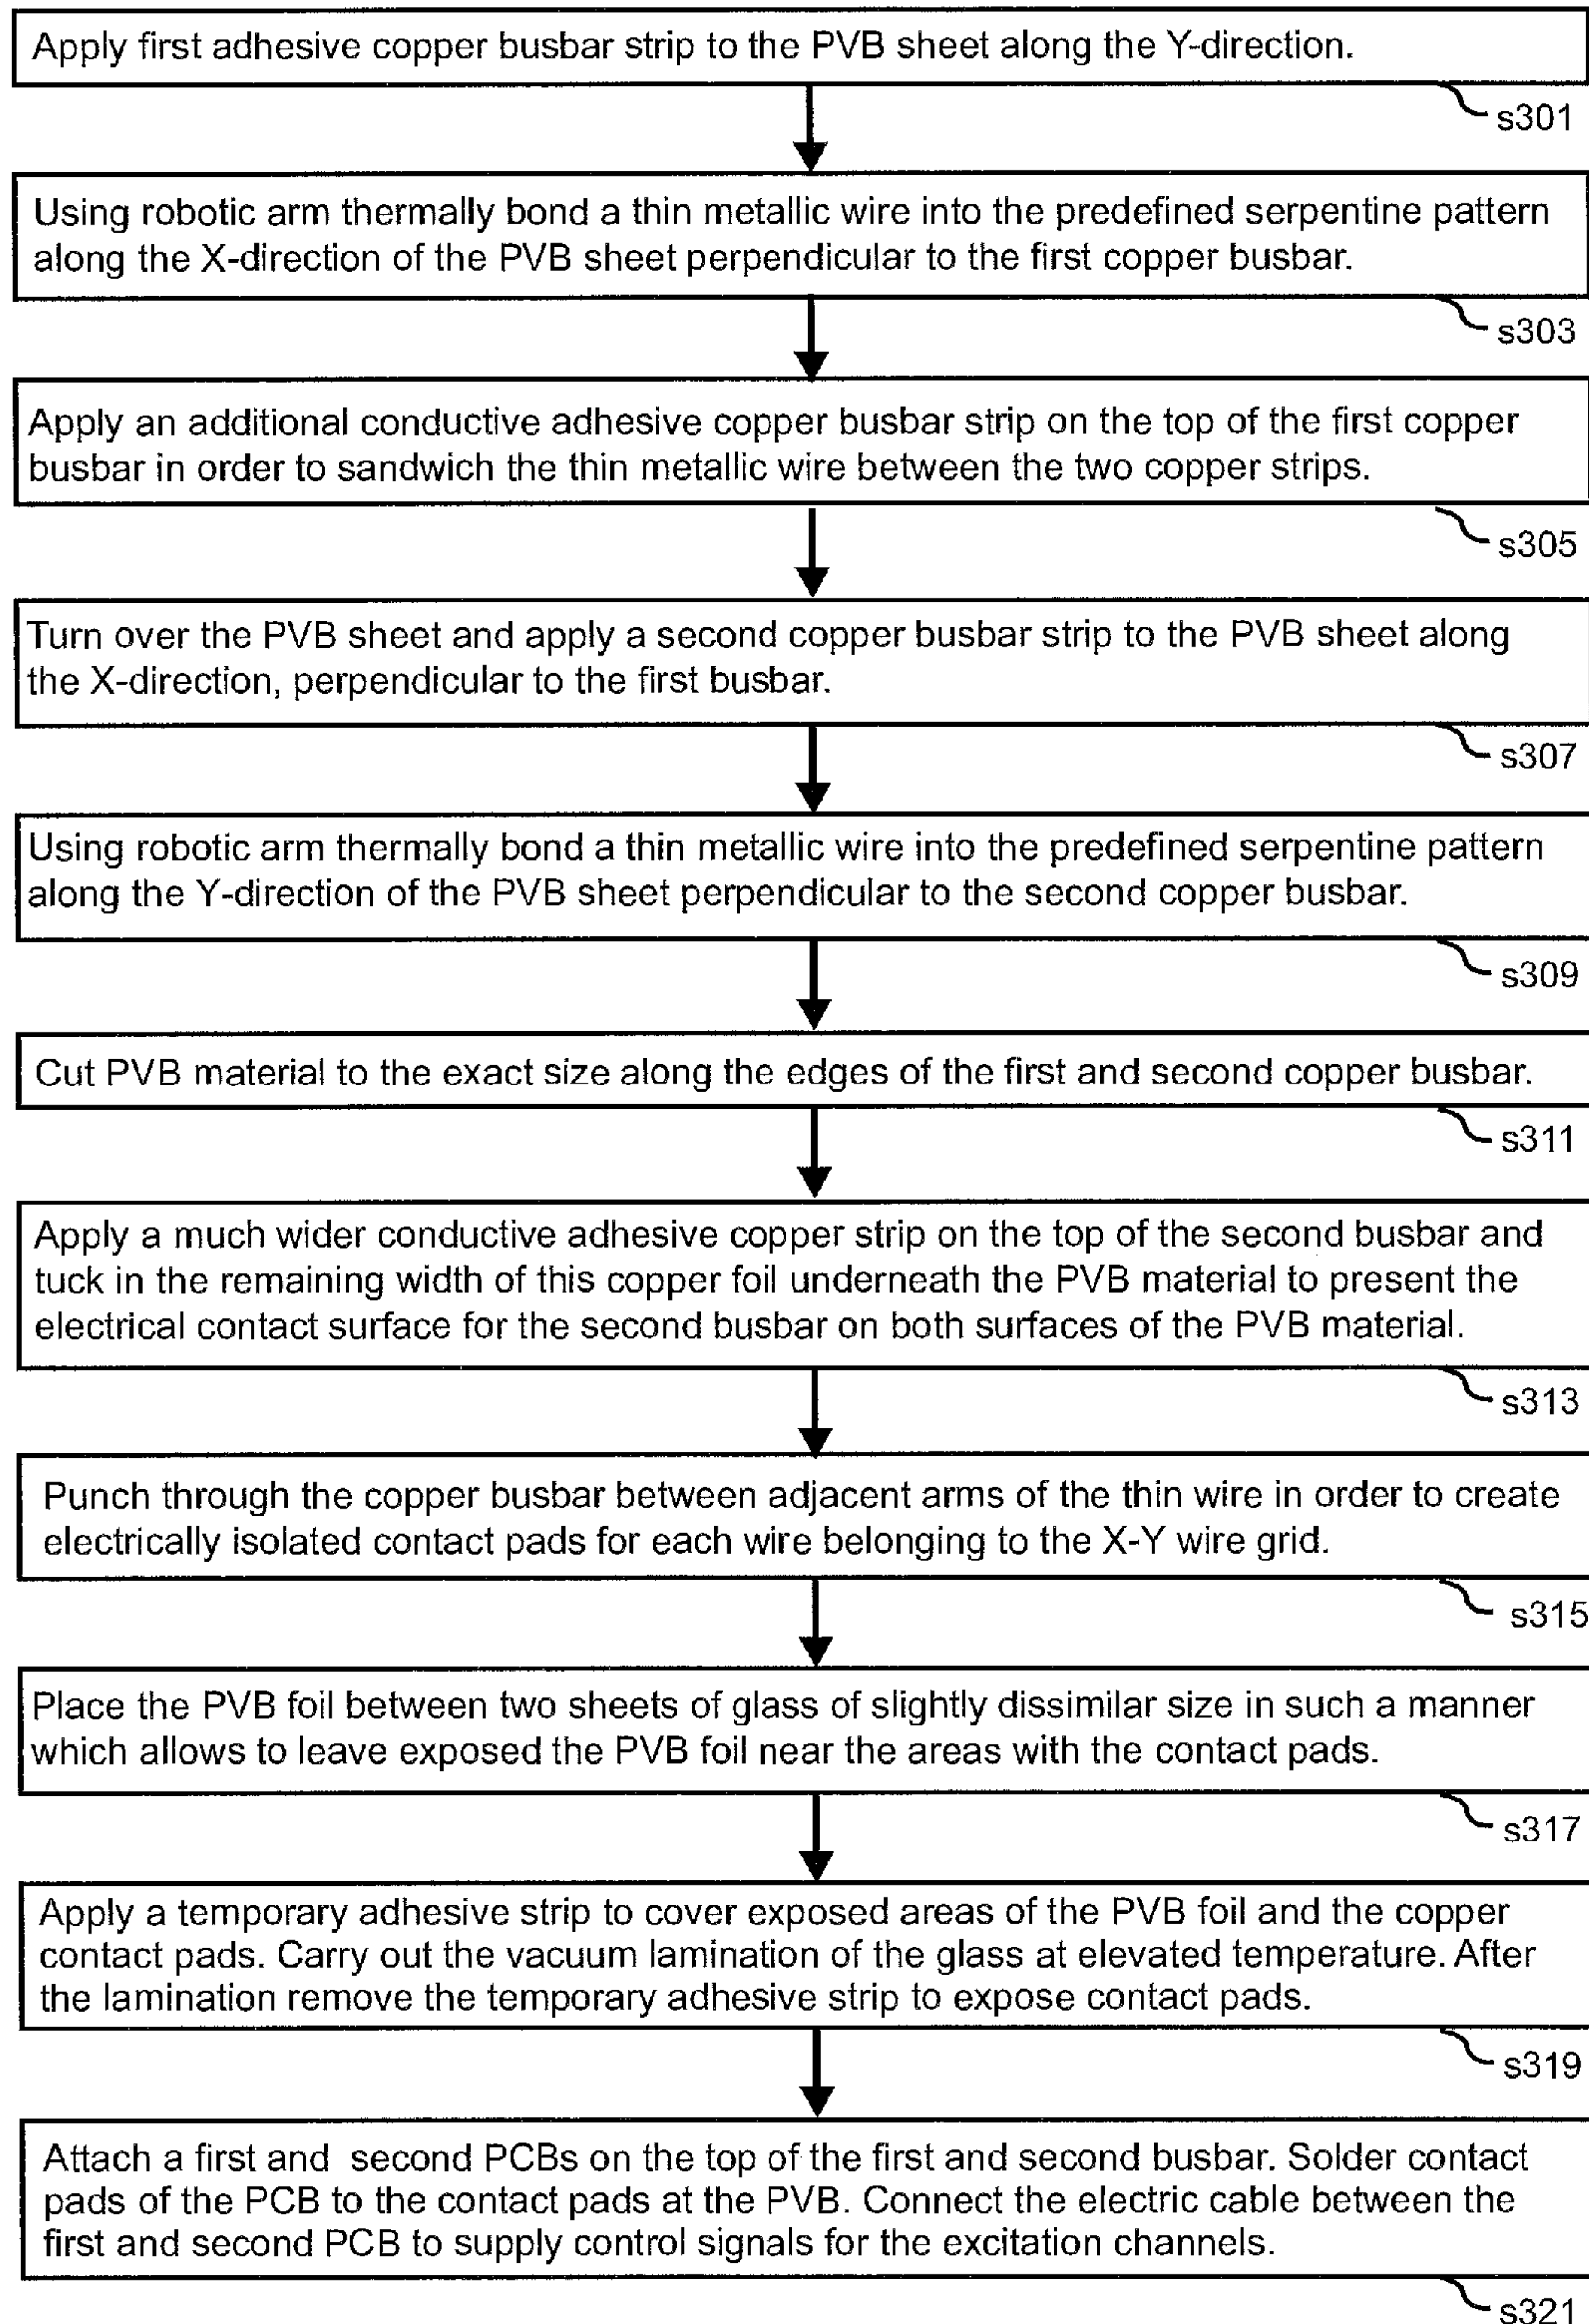 Apply first adhesive copper busbar strip to the PVB sheet along the Y-direction.
s301
Using robotic arm thermally bond a thin metallic wire into the predefined serpentine pattern
along the X-direction of the PVB sheet perpendicular to the first copper busbar.
s303
Apply an additional conductive adhesive copper busbar strip on the top of the first copper
busbar in order to sandwich the thin metallic wire between the two copper strips.
s305
Turn over the PVB sheet and apply a second copper busbar strip to the PVB sheet along
the X-direction, perpendicular to the first busbar.
s307
Using robotic arm thermally bond a thin metallic wire into the predefined serpentine pattern
along the Y-direction of the PVB sheet perpendicular to the second copper busbar.
s309
Cut PVB material to the exact size along the edges of the first and second copper busbar.
s311
Apply a much wider conductive adhesive copper strip on the top of the second busbar and
tuck in the remaining width of this copper foil underneath the PVB material to present the
electrical contact surface for the second busbar on both surfaces of the PVB material.
s313
Punch through the copper busbar between adjacent arms of the thin wire in order to create
electrically isolated contact pads for each wire belonging to the X-Y wire grid.
s315
Place the PVB foil between two sheets of glass of slightly dissimilar size in such a manner
which allows to leave exposed the PVB foil near the areas with the contact pads.
s317
Apply a temporary adhesive strip to cover exposed areas of the PVB foil and the copper
contact pads. Carry out the vacuum lamination of the glass at elevated temperature. After
the lamination remove the temporary adhesive strip to expose contact pads.
s319
Attach a first and second PCBs on the top of the first and second busbar. Solder contact
pads of the PCB to the contact pads at the PVB. Connect the electric cable between the
first and second PCB to supply control signals for the excitation channels.
s321